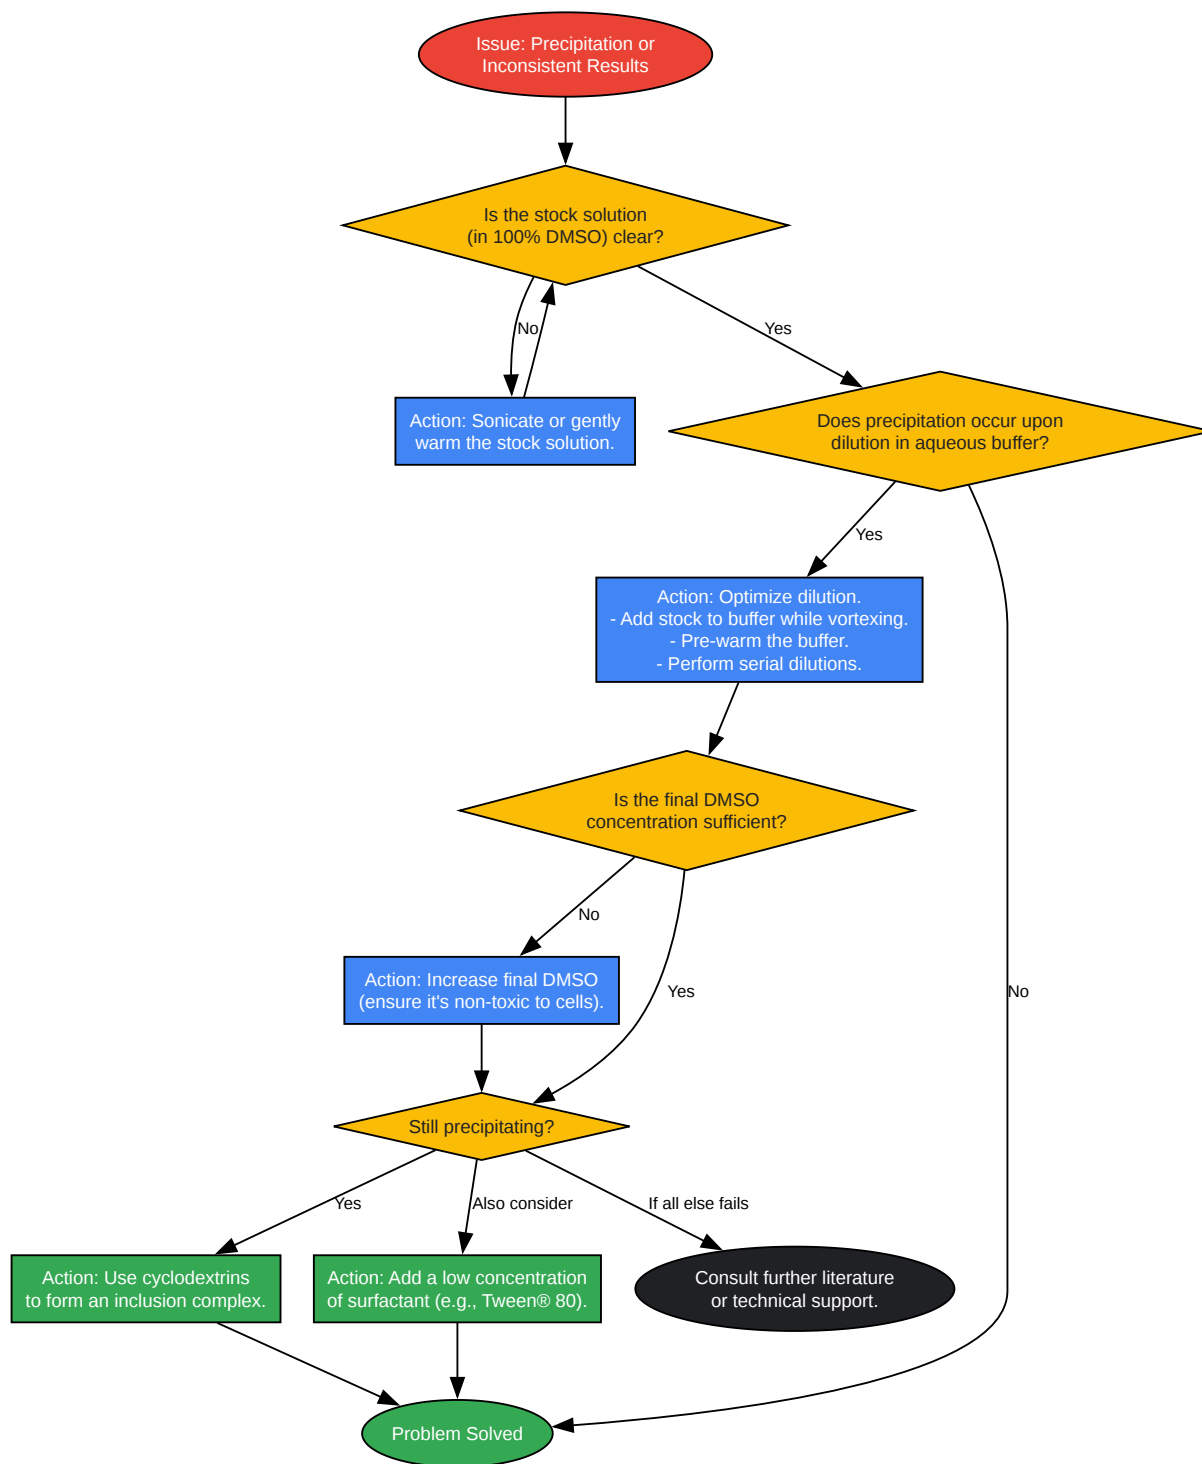 Issue: Precipitation or
Inconsistent Results
Is the stock solution
(in 100% DMSO) clear?
No
Yes
Action: Sonicate or gently
warm the stock solution.
Does precipitation occur upon
dilution in aqueous buffer?
Yes
Action: Optimize dilution.
- Add stock to buffer while vortexing.
- Pre-warm the buffer.
- Perform serial dilutions.
Is the final DMSO
concentration sufficient?
No
Action: Increase final DMSO
(ensure it's non-toxic to cells).
Yes
No
Still precipitating?
Yes
Also consider
If all else fails
Action: Use cyclodextrins
to form an inclusion complex.
Action: Add a low concentration
of surfactant (e.g., Tween® 80).
Consult further literature
or technical support.
Problem Solved